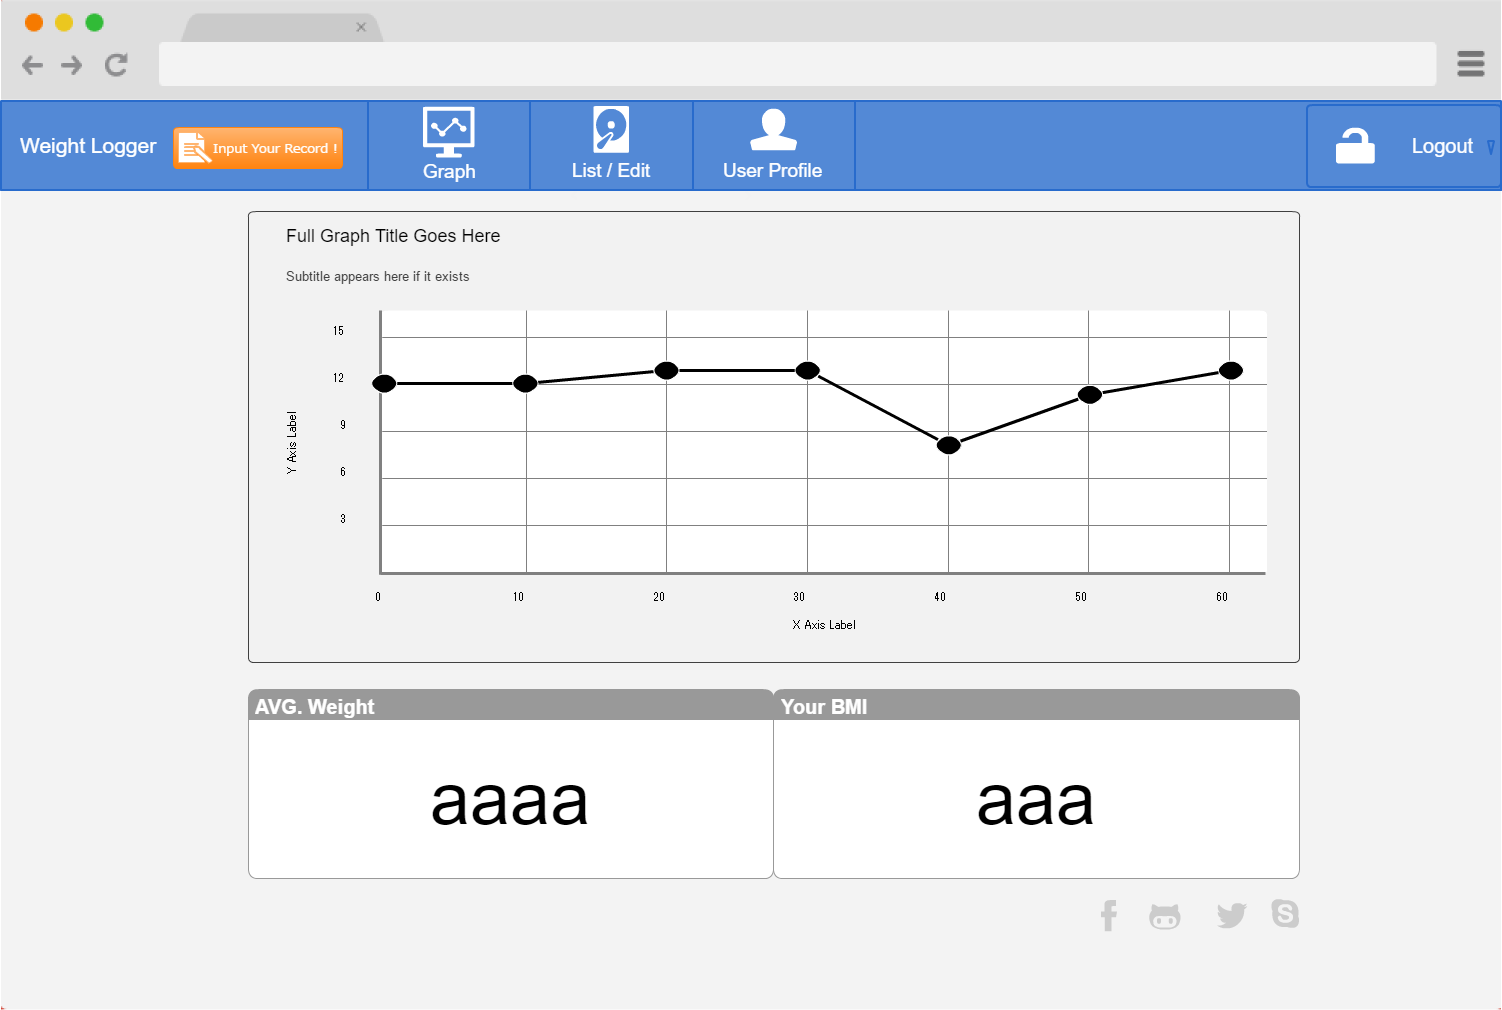 Weight Logger
Input Your Record !
Graph
List / Edit
User Profile
Logout
Full Graph Title Goes Here
Subtitle appears here if it exists
15
12
9
6
3
Y Axis Label
0 10 20 30 40 50 60
X Axis Label
AVG. Weight
Your BMI
aaaa
aaa